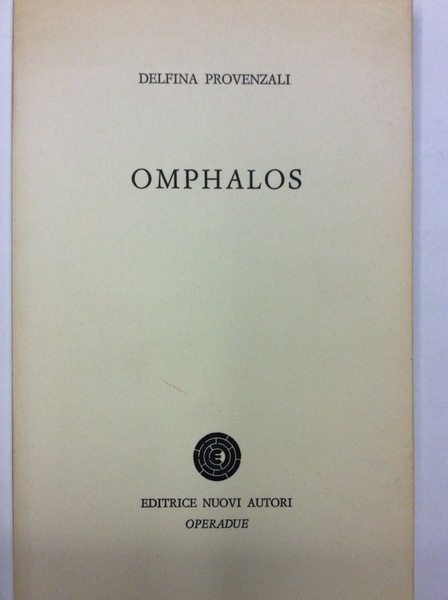 DELFINA PROVENZALI
OMPHALOS
EDITRICE NUOVI AUTORI
OPERADUE